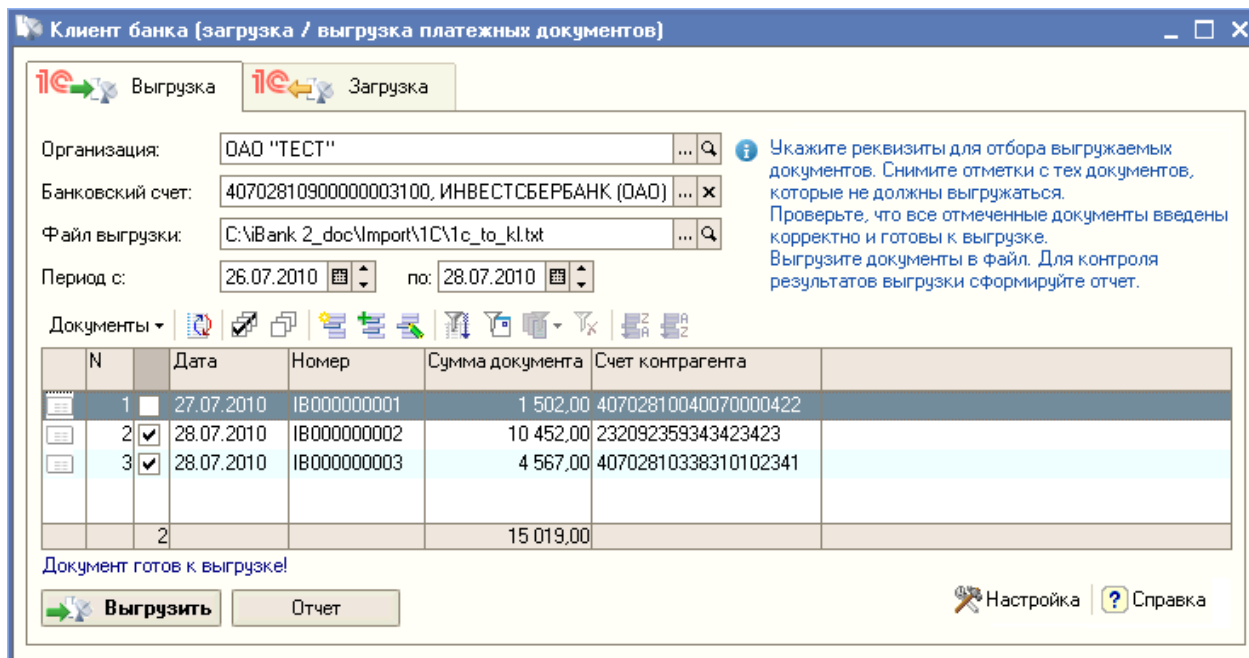 Клиент банка (загрузка / выгрузка платежных документов)
1С Выгрузка 1С Загрузка
Организация: ОАО "ТЕСТ" ...
Банковский счет: 40702810900000003100, ИНВЕСТСБЕРБАНК (ОАО) ...
Файл выгрузки: C:\iBank 2_doc\Import\1C\1c_to_kl.txt ...
Период с: 26.07.2010 по: 28.07.2010
Укажите реквизиты для отбора выгружаемых
документов. Снимите отметки с тех документов,
которые не должны выгружаться.
Проверьте, что все отмеченные документы введены
корректно и готовы к выгрузке.
Выгрузите документы в файл. Для контроля
результатов выгрузки сформируйте отчет.
Документы
N Дата Номер Сумма документа Счет контрагента
1 27.07.2010 IB000000001 1 502,00 40702810040070000422
2 28.07.2010 IB000000002 10 452,00 232092359343423423
3 28.07.2010 IB000000003 4 567,00 40702810338310102341
2 15 019,00
Документ готов к выгрузке!
Выгрузить Отчет Настройка ? Справка